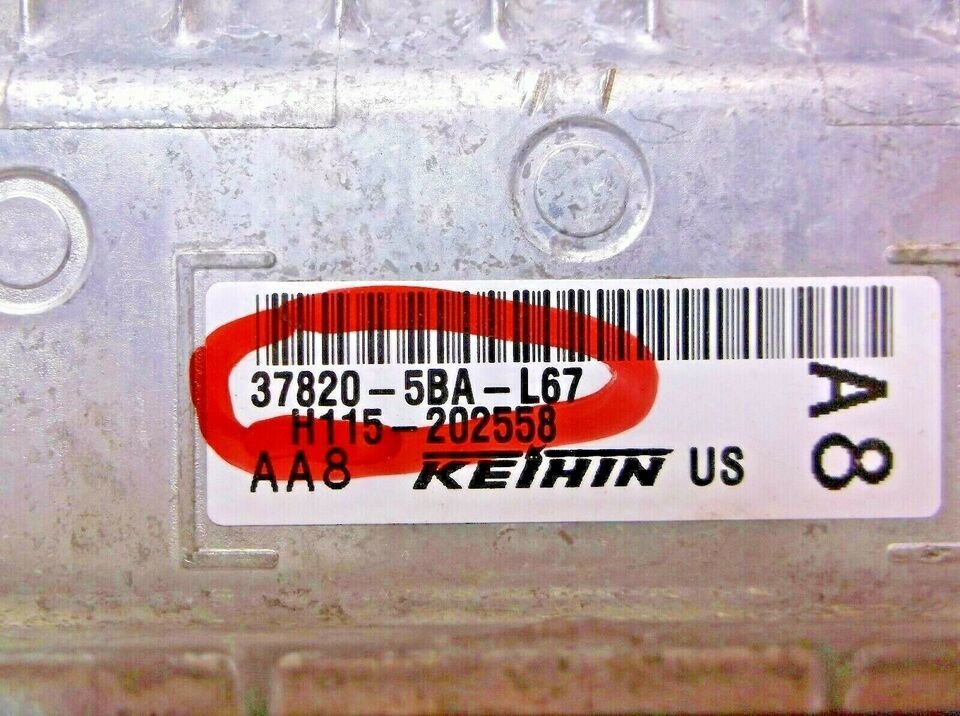 37820-5BA-L67
H115-202558
AA8 KEIHIN US
A8